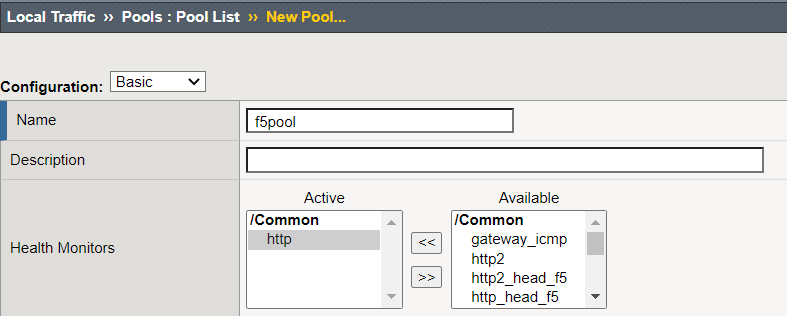 Local Traffic ›› Pools : Pool List ›› New Pool...
Configuration: Basic
Name f5pool
Description
Active Available
/Common /Common
http << gateway_icmp
http2
Health Monitors
>> http2_head_f5
http_head_f5